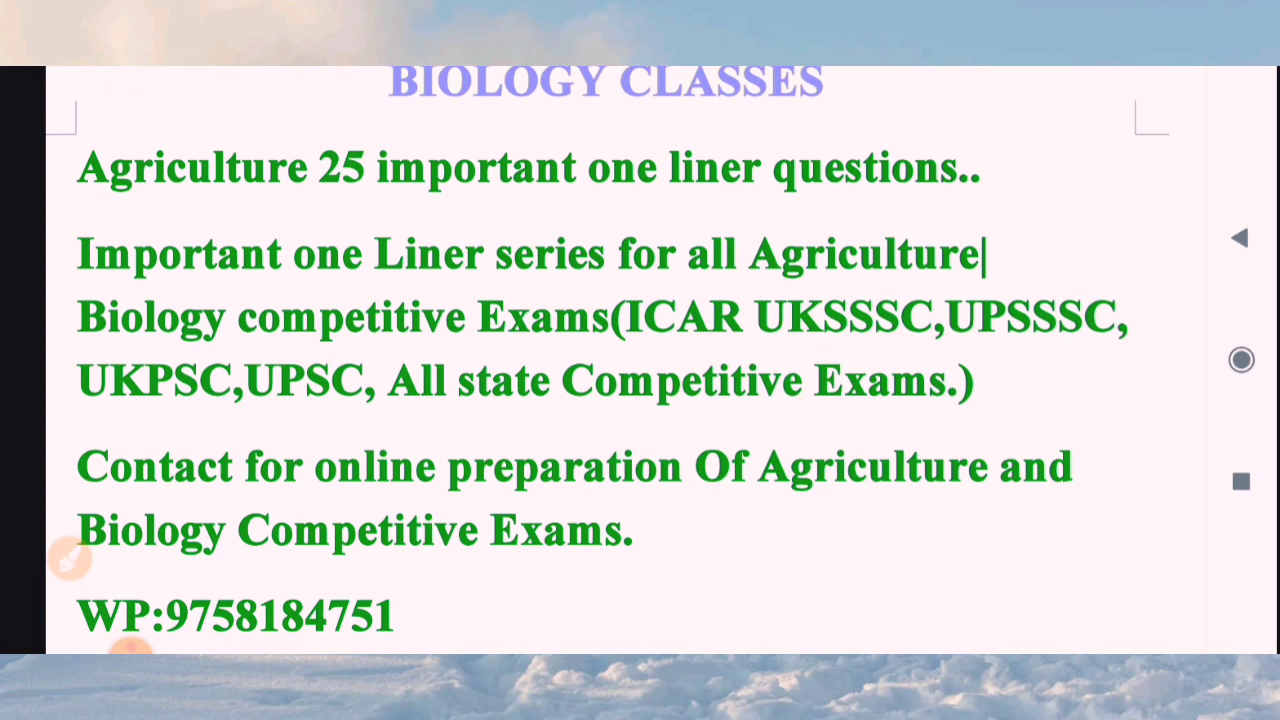 BIOLOGY CLASSES
Agriculture 25 important one liner questions..
Important one Liner series for all Agriculture|
Biology competitive Exams(ICAR UKSSSC,UPSSSC,
UKPSC,UPSC, All state Competitive Exams.)
Contact for online preparation Of Agriculture and
Biology Competitive Exams.
WP:9758184751